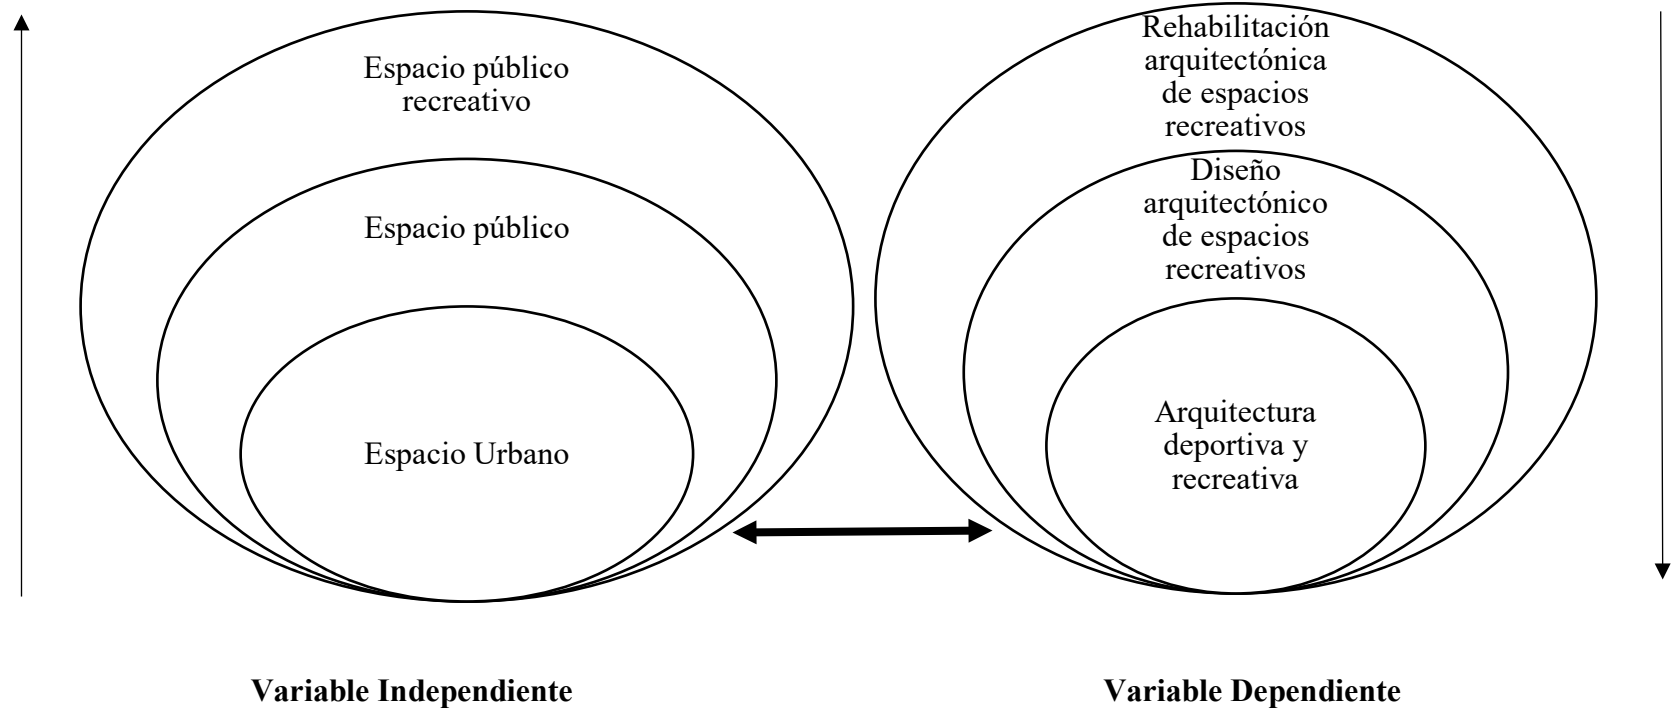 Espacio público
recreativo
Espacio público
Espacio Urbano
Rehabilitación
arquitectónica
de espacios
recreativos
Diseño
arquitectónico
de espacios
recreativos
Arquitectura
deportiva y
recreativa
Variable Independiente
Variable Dependiente